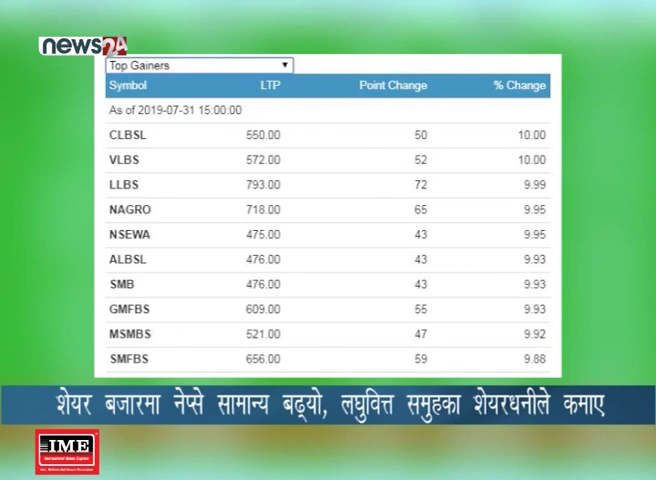 news24
Top Gainers
Symbol LTP Point Change % Change
As of 2019-07-31 15:00:00
CLBSL 550.00 50 10.00
VLBS 572.00 52 10.00
LLBS 793.00 72 9.99
NAGRO 718.00 65 9.95
NSEWA 475.00 43 9.95
ALBSL 476.00 43 9.93
SMB 476.00 43 9.93
GMFBS 609.00 55 9.93
MSMBS 521.00 47 9.92
SMFBS 656.00 59 9.88
शेयर बजारमा नेप्से सामान्य बढ्यो, लघुवित्त समुहका शेयरधनीले कमाए
IME